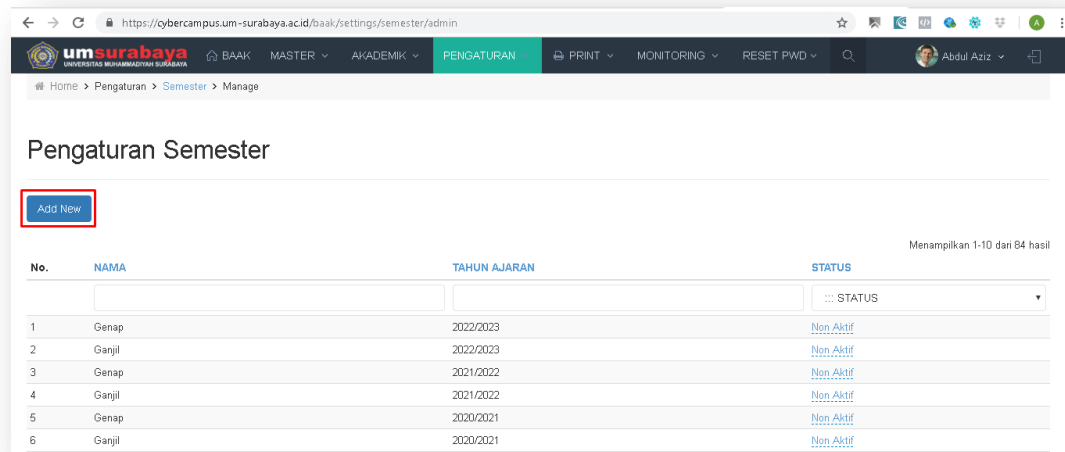 https://cybercampus.um-surabaya.ac.id/baak/settings/semester/admin
A
umsurabaya
UNIVERSITAS MUHAMMADIYAH SURABAYA
BAAK MASTER AKADEMIK PENGATURAN PRINT MONITORING RESET PWD Abdul Aziz
Home > Pengaturan > Semester > Manage
Pengaturan Semester
Add New
Menampilkan 1-10 dari 84 hasil
No. NAMA TAHUN AJARAN STATUS
::: STATUS
1 Genap 2022/2023 Non Aktif
2 Ganjil 2022/2023 Non Aktif
3 Genap 2021/2022 Non Aktif
4 Ganjil 2021/2022 Non Aktif
5 Genap 2020/2021 Non Aktif
6 Ganjil 2020/2021 Non Aktif